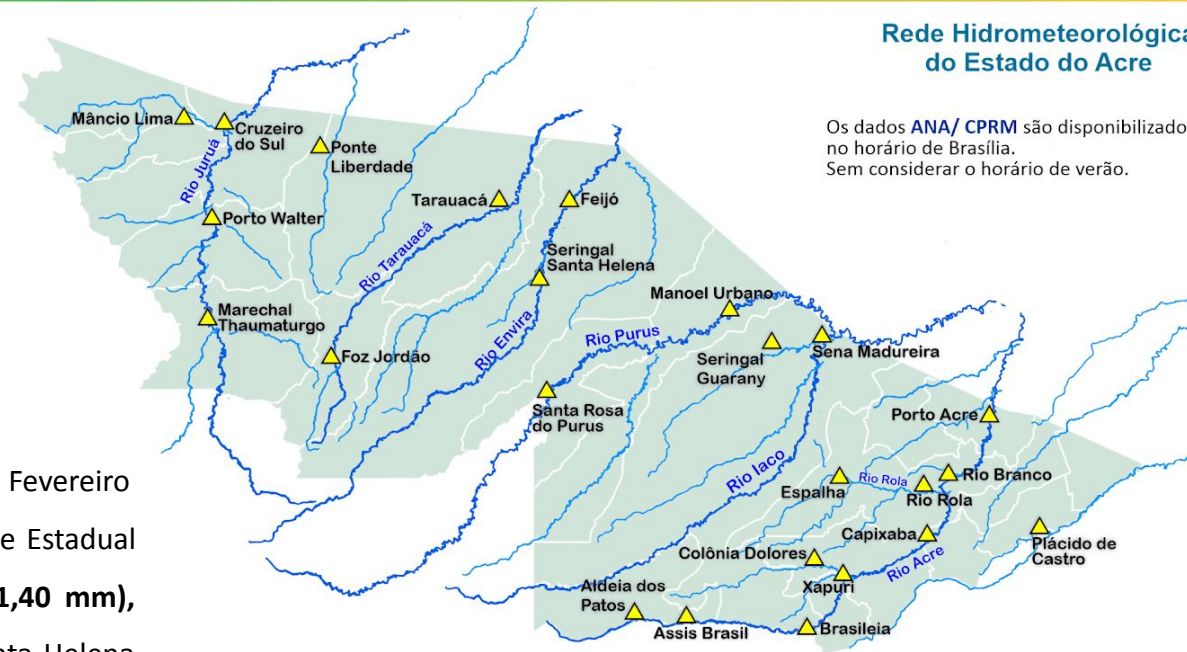 Rede Hidrometeorológica
do Estado do Acre
Os dados ANA/ CPRM são disponibilizado
no horário de Brasília.
Sem considerar o horário de verão.
Mâncio Lima
Cruzeiro
do Sul
Ponte
Liberdade
Rio Juruá
Porto Walter
Tarauacá
Feijó
Rio Tarauacá
Seringal
Santa Helena
Manoel Urbano
Marechal
Thaumaturgo
Foz Jordão
Rio Envira
Rio Purus
Seringal
Guarany
Sena Madureira
Santa Rosa
do Purus
Porto Acre
Rio Iaco
Espalha
Rio Rola
Rio Rola
Rio Branco
Capixaba
Plácido de
Castro
Colônia Dolores
Rio Acre
Xapuri
Aldeia dos
Patos
Assis Brasil
Brasileia
Fevereiro
e Estadual
1,40 mm),
Helena